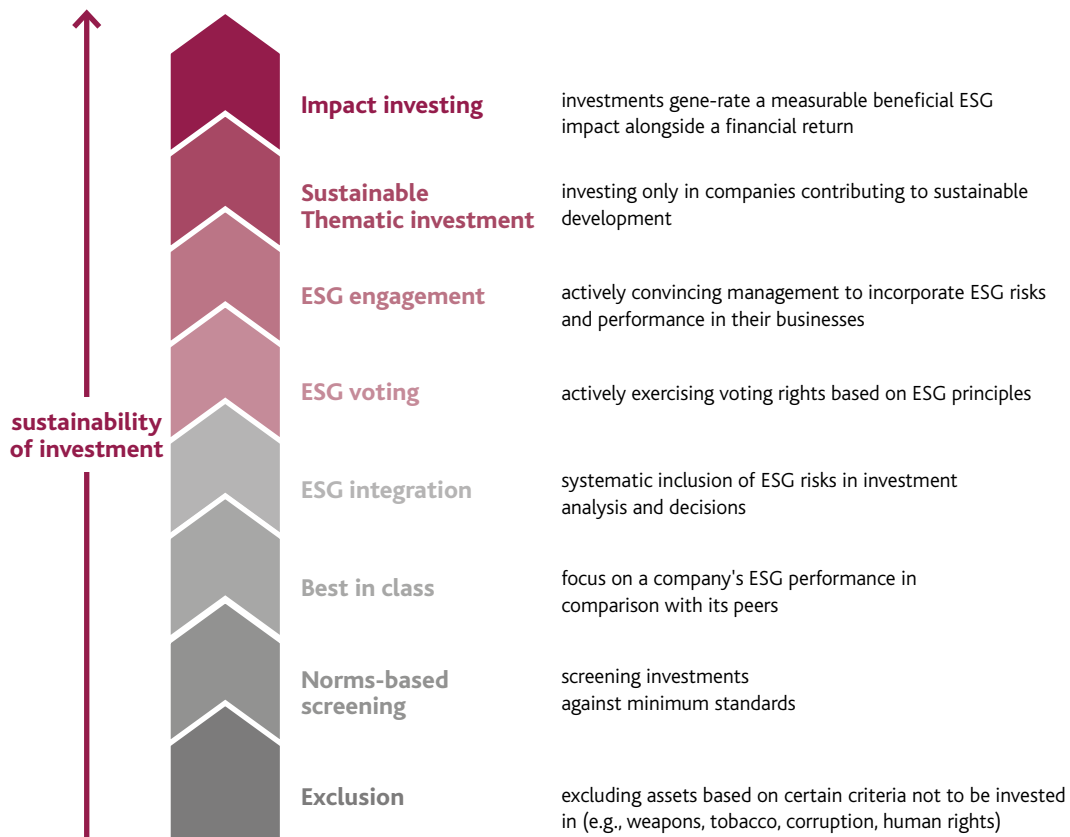 Impact investing
investments gene-rate a measurable beneficial ESG
impact alongside a financial return
Sustainable
Thematic investment
investing only in companies contributing to sustainable
development
ESG engagement
actively convincing management to incorporate ESG risks
and performance in their businesses
ESG voting
actively exercising voting rights based on ESG principles
sustainability
of investment
ESG integration
systematic inclusion of ESG risks in investment
analysis and decisions
Best in class
focus on a company's ESG performance in
comparison with its peers
Norms-based
screening
screening investments
against minimum standards
Exclusion
excluding assets based on certain criteria not to be invested
in (e.g., weapons, tobacco, corruption, human rights)